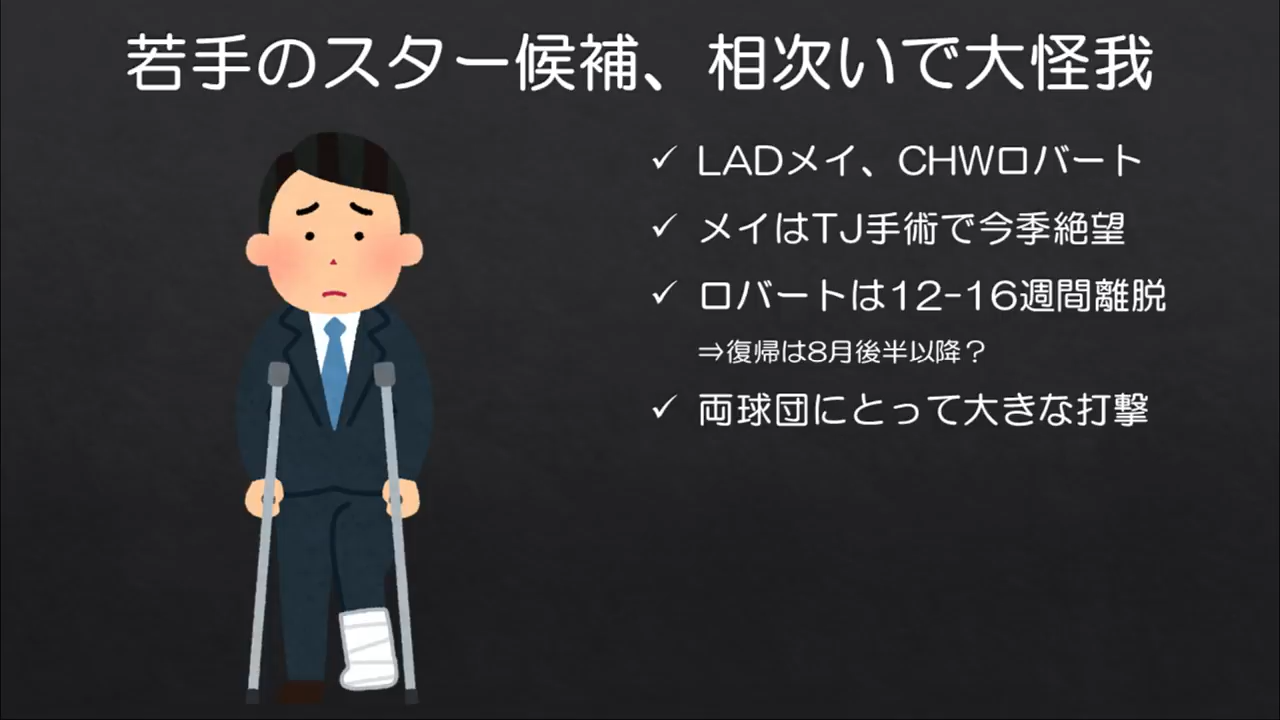 若手のスター候補、相次いで大怪我
✓ LADメイ、CHWロバート
✓ メイはTJ手術で今季絶望
✓ ロバートは12-16週間離脱
⇒復帰は8月後半以降？
✓ 両球団にとって大きな打撃